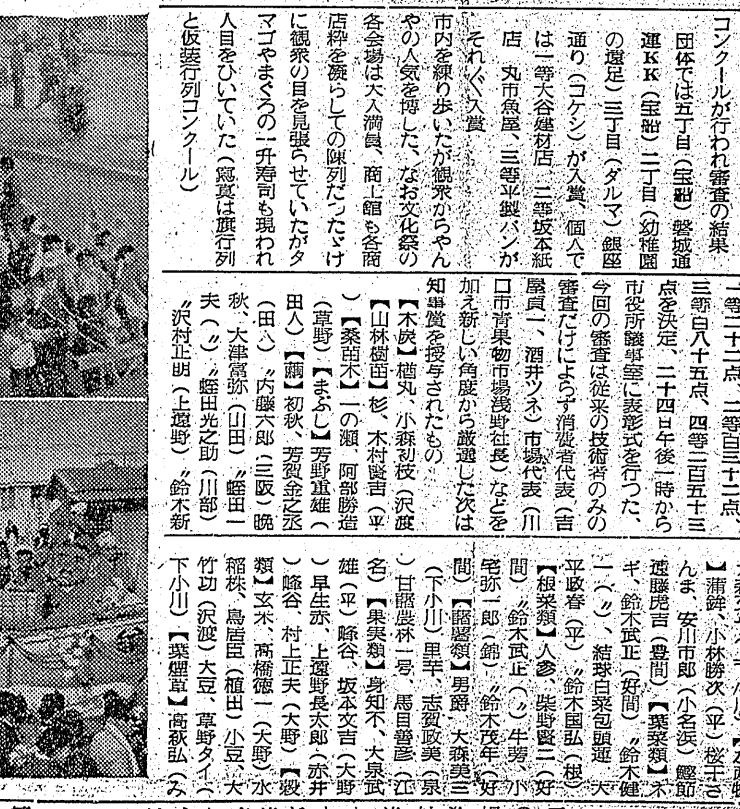 コンクールが行われ審査の結果
団体では五丁目（宝船）磐城通
運ＫＫ（宝船）二丁目（幼稚園
の遠足）三丁目（ダルマ）銀座
通り（コケシ）が入賞、個人で
は一等大谷建材店、二等坂本紙
店　丸市魚屋、三等平製パンが
それ〲入賞
市内を練り歩いたが観衆からやん
やの人気を博した、なお文化祭の
各会場は大入満員、商工館も各商
店粋を凝らしての陳列だつたゞけ
に観衆の目を見張らせていたがタ
マゴやまぐろの一升寿司も現われ
人目をひいていた（寫真は旗行列
と仮装行列コンクール）
一等二十二点、二等百三十二点、
三等百八十五点、四等二百五十三
点を決定、二十四日午後一時から
市役所議事室に表彰式を行つた、
今回の審査は従来の技術者のみの
審査だけによらず消費者代表（吉
屋貞一、酒井ツネ）市場代表（川
口市青果物市場浅野社長）などを
加え新しい角度から厳選した次は
知事賞を授与されたもの
【木炭】楢丸、小森初枝（沢渡
【山林樹苗】杉、木村賢吉（平
）【桑苗木】一の瀬、阿部勝造
（草野）【まぶし】芳野重雄（
田人）【繭】初秋、芳賀金之丞
（田人）〃内藤六郎（三阪）晩
秋、大津富弥（山田）〃蛭田一
夫（〃）〃蛭田光之助（川部）
〃沢村正明（上遠野）〃鈴木新
】蒲鉾、小林勝次（平）桜干さ
んま、安川市郎（小名浜）鰹節
遠藤虎吉（豊間）【葉菜類】ネ
ギ、鈴木武正（好間）〃鈴木健
一（〃）、結球白菜包頭連　大
平政春（平）〃鈴木国弘（根）
【根菜類】人参、柴野賢二（好
間）〃鈴木武正（〃）牛蒡、小
宅弥一郎（錦）〃鈴木茂年（好
間）【諸薯類】男爵、大森美三
（下小川）里芋、志賀政美（泉
）甘藷農林一号、馬目善彦（江
名）【果実類】身知不、大泉武
雄（平）峰谷、坂本文吉（大野
）早生赤、上遠野長太郎（赤井
）峰谷、村上正夫（大野）【穀
類】玄米、高橋徳一（大野）水
稲株、鳥居臣（植田）小豆、大
竹功（沢渡）大豆、草野タイ（
下小川）【葉煙草】高萩弘（み